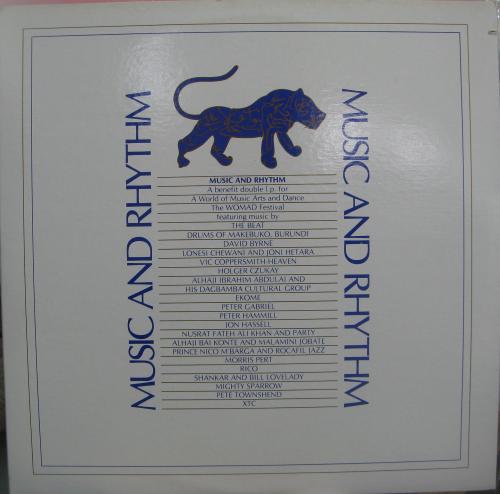 MUSIC AND RHYTHM
MUSIC AND RHYTHM
MUSIC AND RHYTHM
A benefit double l.p. for
A World of Music Arts and Dance
The WOMAD Festival
featuring music by
THE BEAT
DRUMS OF MAKEBUKO, BURUNDI
DAVID BYRNE
LONESI CHEWANI AND JONI HETARA
VIC COPPERSMITH-HEAVEN
HOLGER CZUKAY
ALHAJI IBRAHIM ABDULAI AND
HIS DAGBAMBA CULTURAL GROUP
EKOME
PETER GABRIEL
PETER HAMMILL
JON HASSELL
NUSRAT FATEH ALI KHAN AND PARTY
ALHAJI BAI KONTE AND MALAMINI JOBATE
PRINCE NICO M'BARGA AND ROCAFIL JAZZ
MORRIS PERT
RICO
SHANKAR AND BILL LOVELADY
MIGHTY SPARROW
PETE TOWNSHEND
XTC